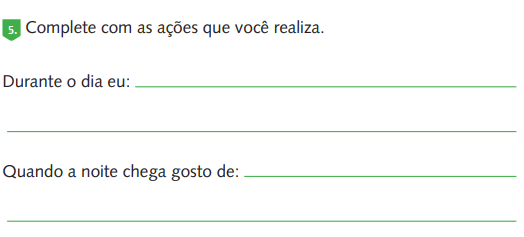 5. Complete com as ações que você realiza.
Durante o dia eu:
Quando a noite chega gosto de: